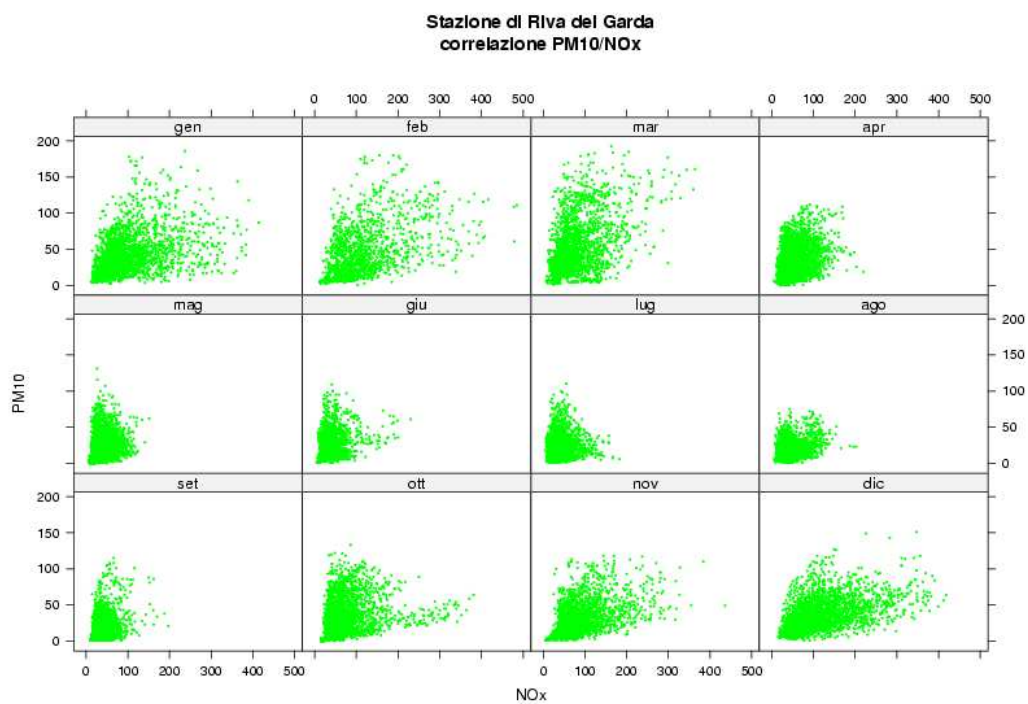 Stazione di Riva del Garda
correlazione PM10/NOx
0 100 200 300 400 500 0 100 200 300 400 500
gen feb mar apr
200
150
100
50
0
mag giu lug ago
200
150
100
50
0
PM10
set ott nov dic
200
150
100
50
0
0 100 200 300 400 500 0 100 200 300 400 500
NOx